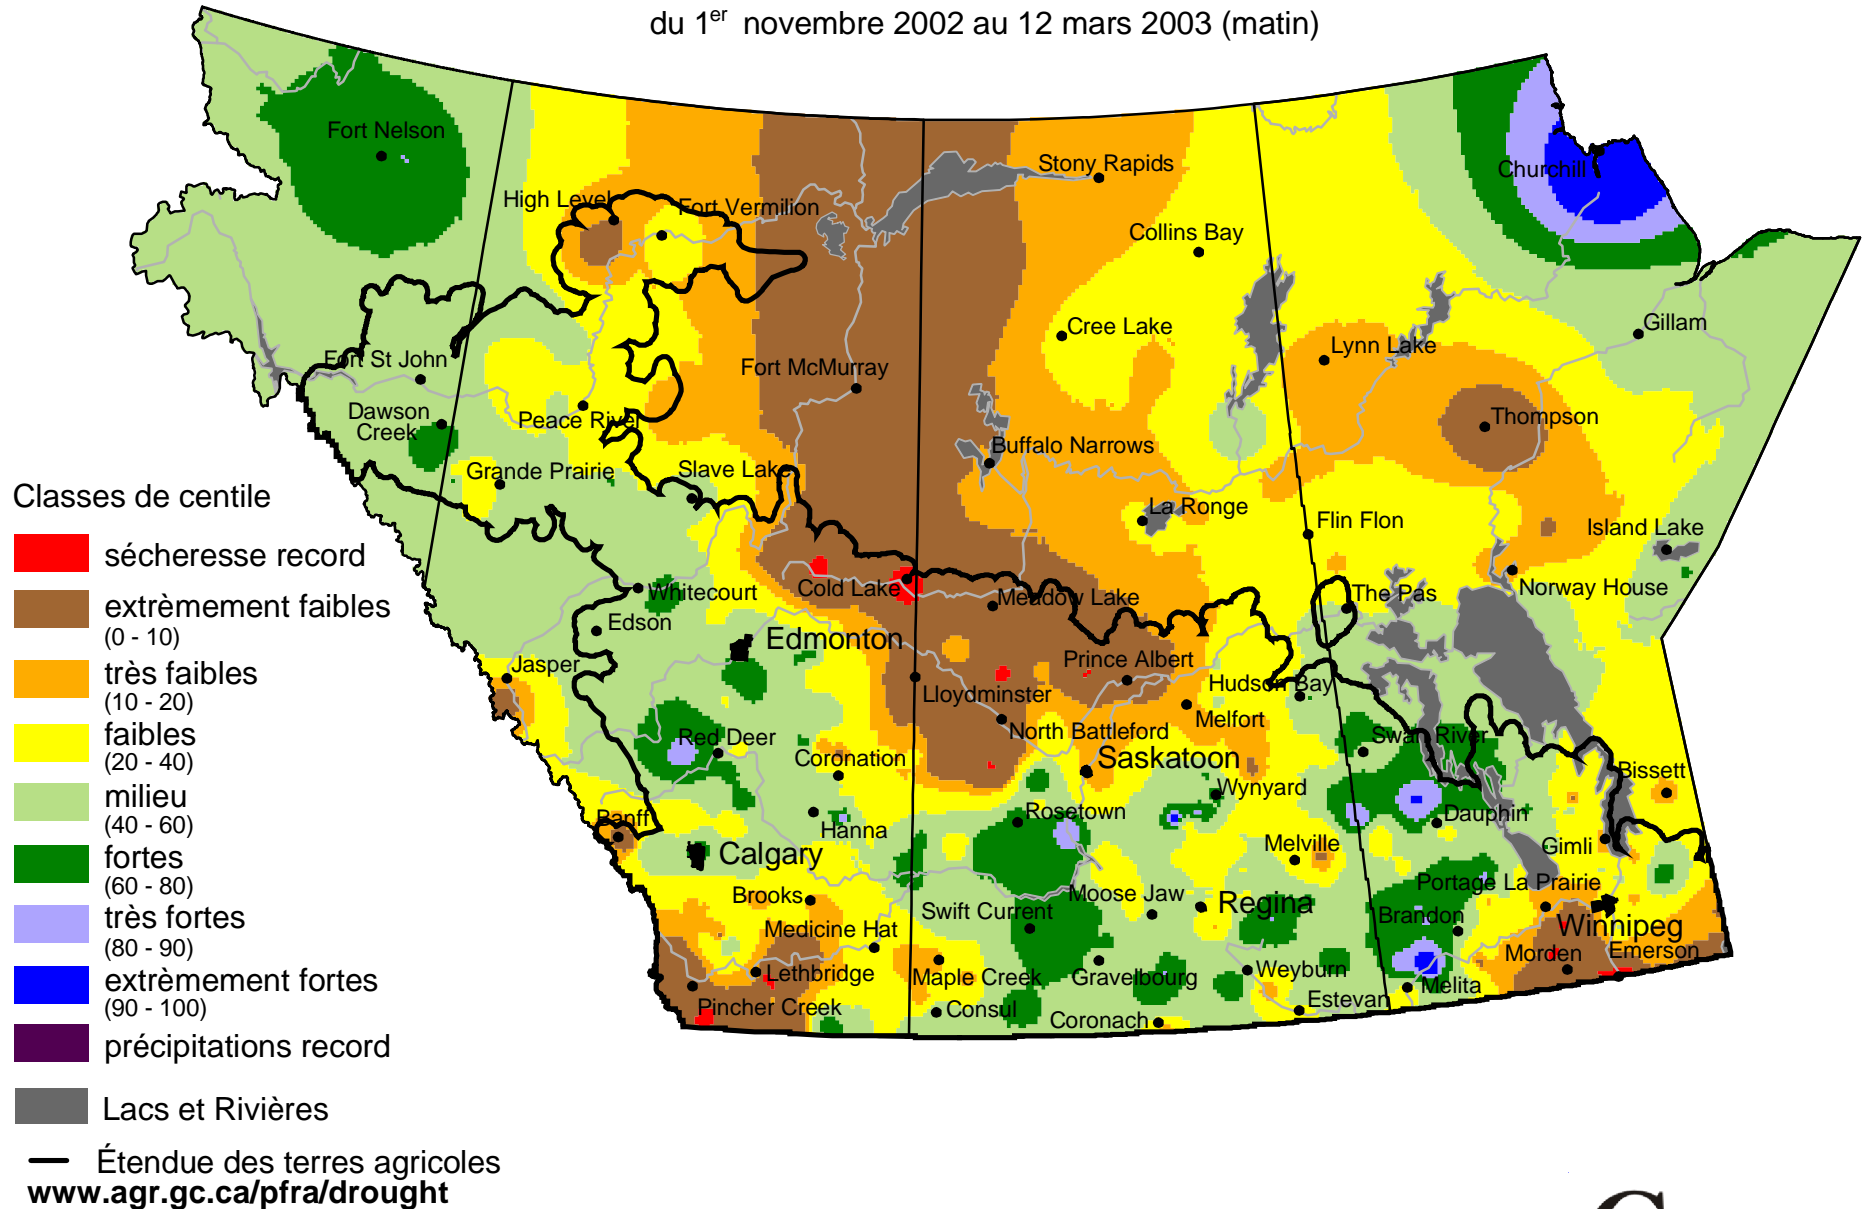 du 1er novembre 2002 au 12 mars 2003 (matin)
Fort Nelson
Churchill
Stony Rapids
High Level
Fort Vermilion
Collins Bay
Gillam
Cree Lake
Lynn Lake
Fort St John
Fort McMurray
Dawson
Creek
Peace River
Thompson
Buffalo Narrows
Grande Prairie
Slave Lake
La Ronge
Flin Flon
Island Lake
Whitecourt
Cold Lake
Meadow Lake
The Pas
Norway House
Edson
Edmonton
Jasper
Prince Albert
Hudson Bay
Lloydminster
Melfort
North Battleford
Red Deer
Swan River
Coronation
Saskatoon
Bissett
Wynyard
Banff
Hanna
Rosetown
Dauphin
Calgary
Melville
Gimli
Brooks
Moose Jaw
Portage La Prairie
Swift Current
Regina
Brandon
Winnipeg
Medicine Hat
Morden
Emerson
Lethbridge
Maple Creek
Gravelbourg
Weyburn
Melita
Pincher Creek
Consul
Estevan
Coronach
Classes de centile
sécheresse record
extrèmement faibles
(0 - 10)
très faibles
(10 - 20)
faibles
(20 - 40)
milieu
(40 - 60)
fortes
(60 - 80)
très fortes
(80 - 90)
extrèmement fortes
(90 - 100)
précipitations record
Lacs et Rivières
Étendue des terres agricoles
www.agr.gc.ca/pfra/drought